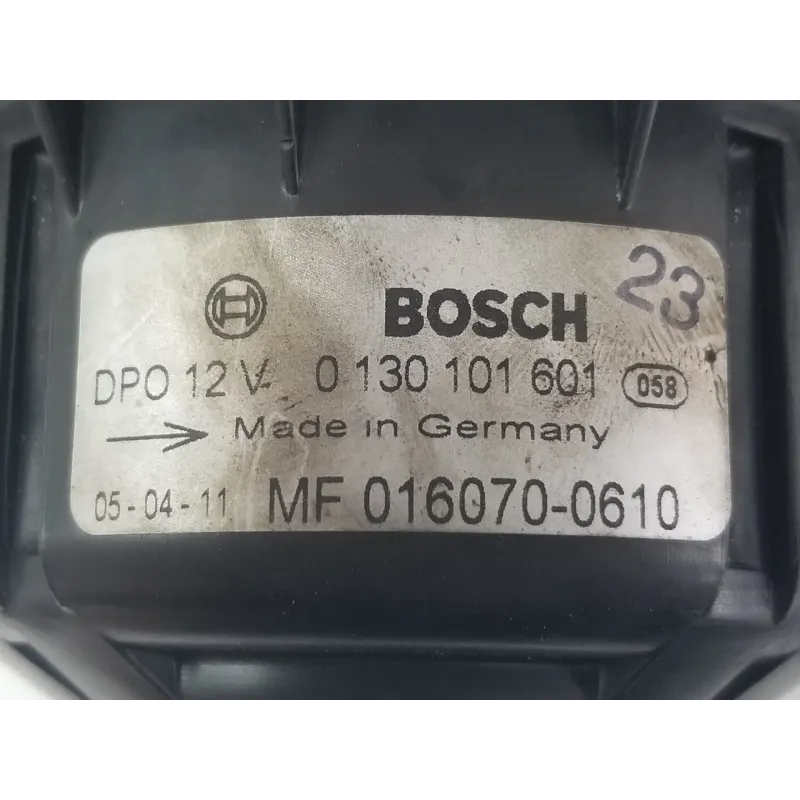 BOSCH
23
DPO 12 V- 0 130 101 601 058
Made in Germany
05-04-11 MF 016070-0610